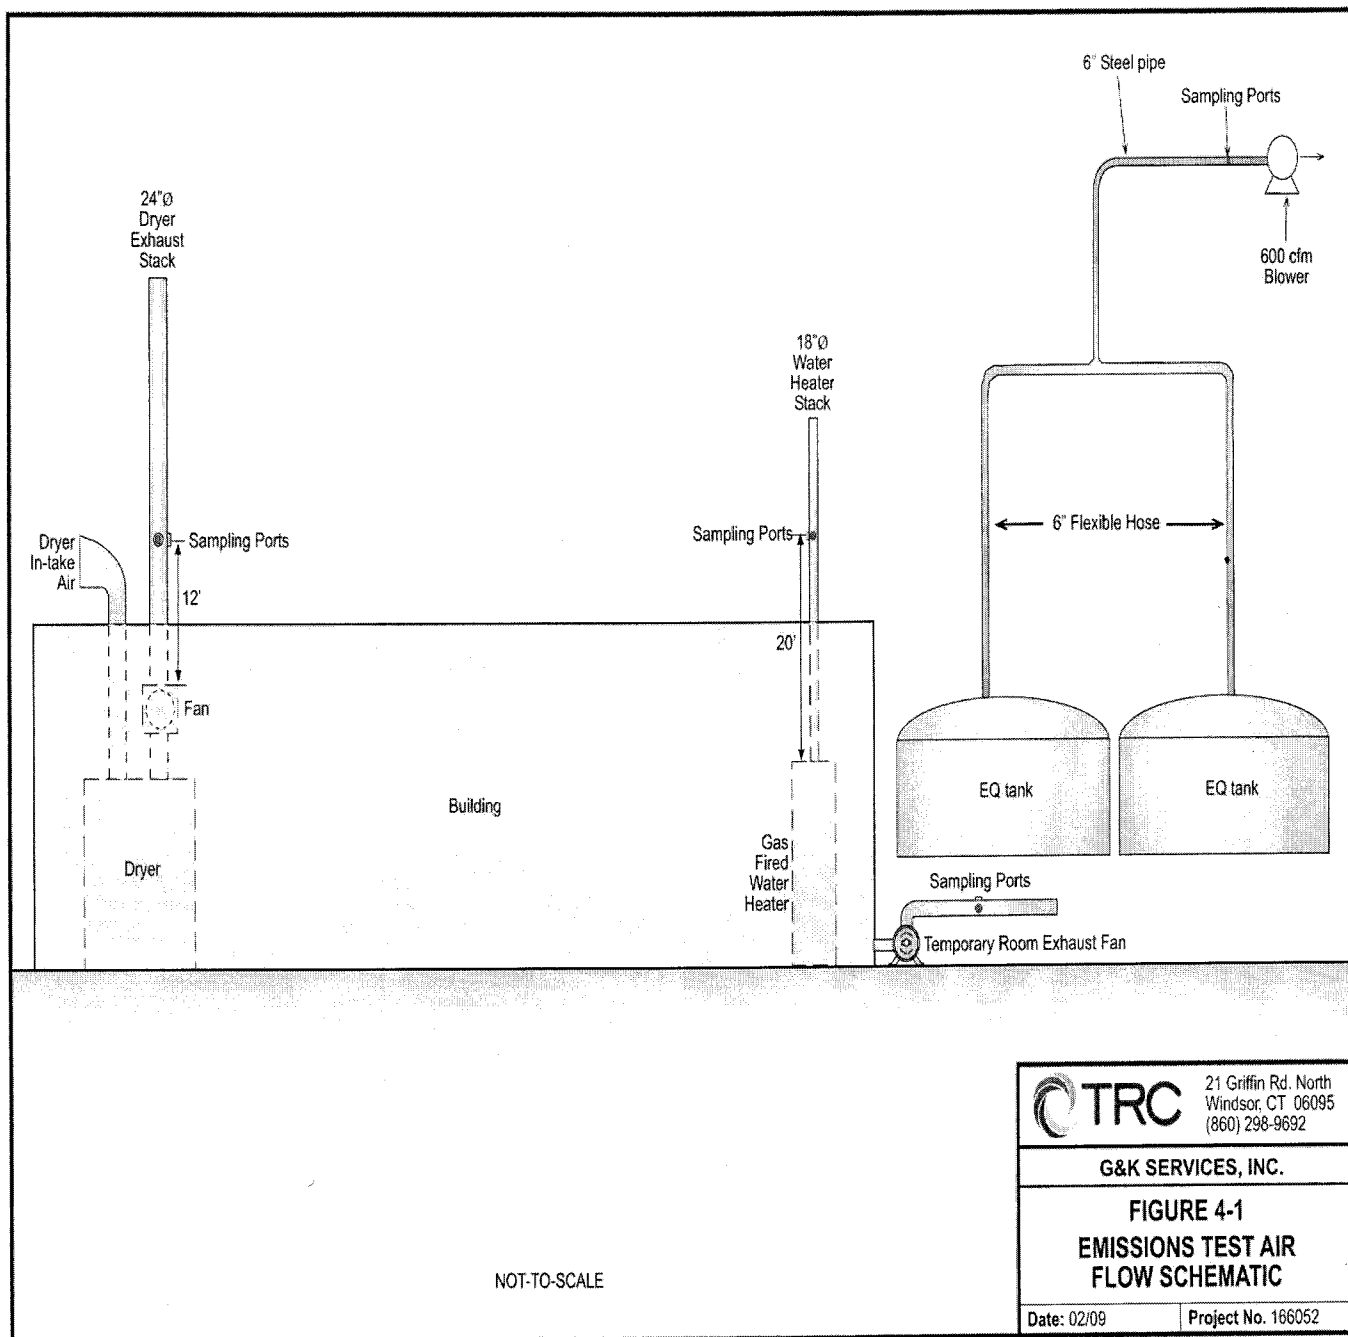 6" Steel pipe
Sampling Ports
600 cfm
Blower
24"Ø
Dryer
Exhaust
Stack
18"Ø
Water
Heater
Stack
Dryer
In-take
Air
Sampling Ports
12'
Sampling Ports
6" Flexible Hose
20'
Fan
Building
Dryer
Gas
Fired
Water
Heater
EQ tank
EQ tank
Sampling Ports
Temporary Room Exhaust Fan
NOT-TO-SCALE
TRC
21 Griffin Rd. North
Windsor, CT 06095
(860) 298-9692
G&K SERVICES, INC.
FIGURE 4-1
EMISSIONS TEST AIR
FLOW SCHEMATIC
Date: 02/09
Project No. 166052